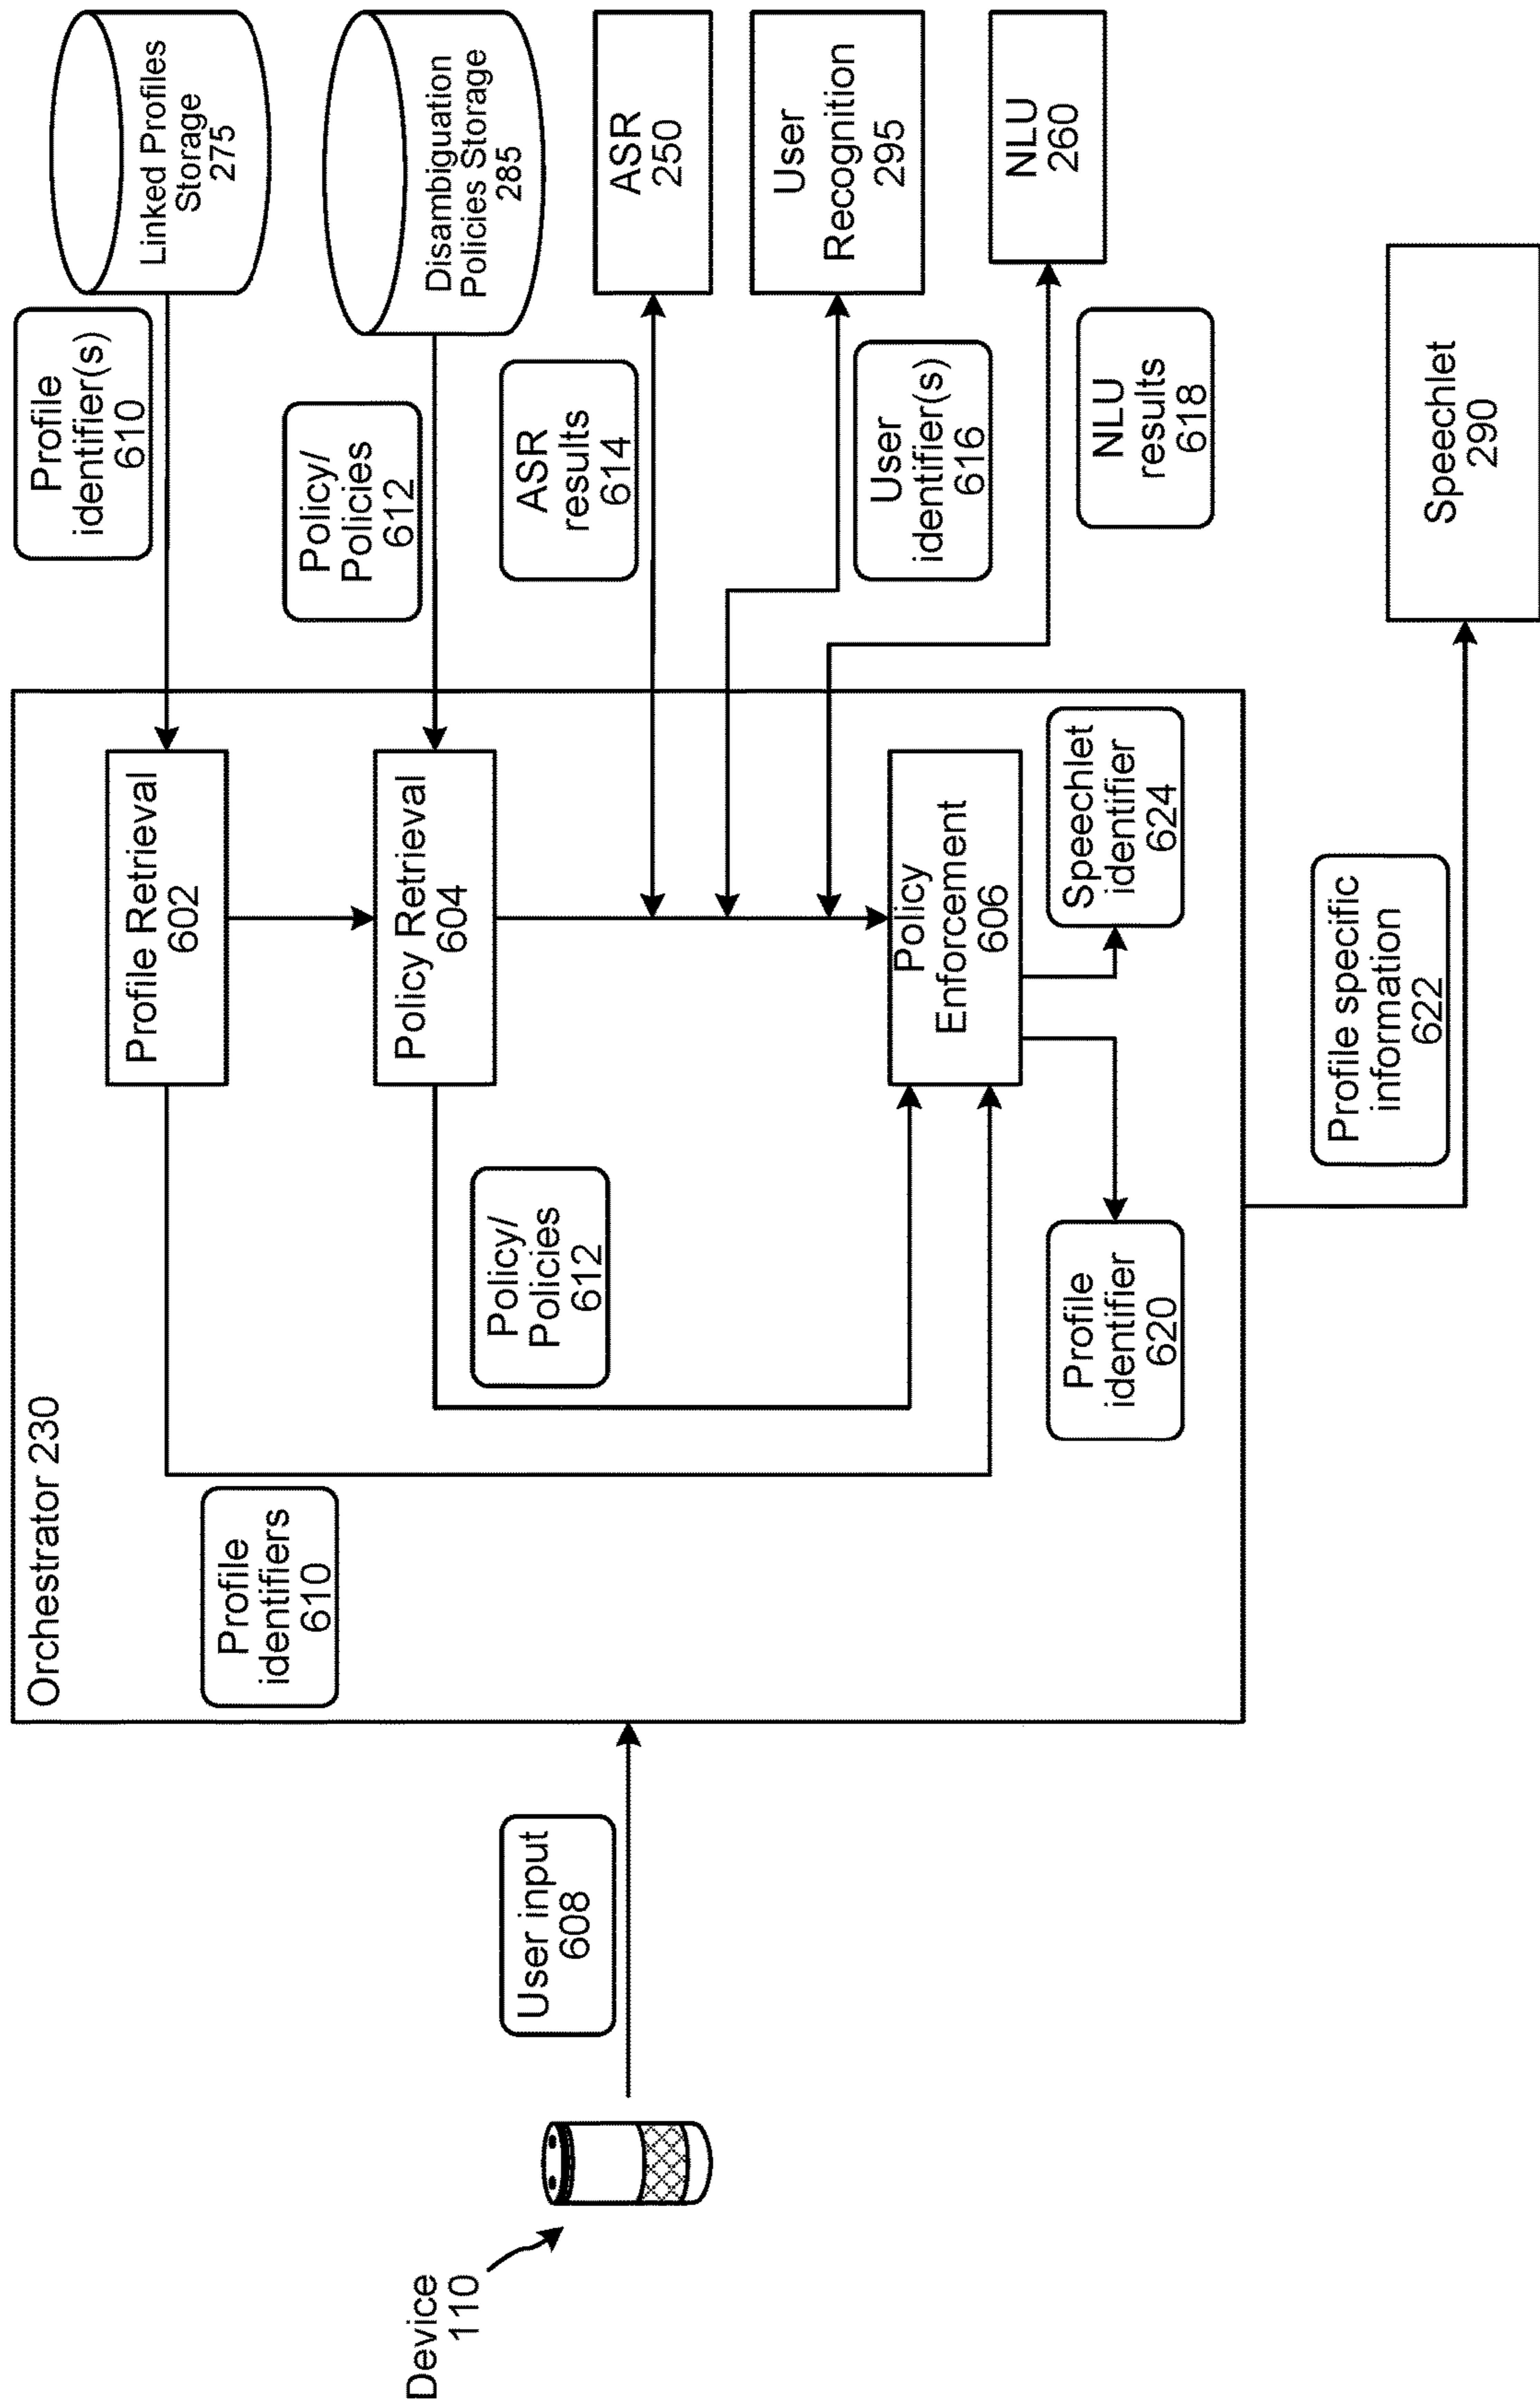 Orchestrator 230
Device
110
User input
608
Profile
identifiers
610
Profile Retrieval
602
Profile
identifier(s)
610
Linked Profiles
Storage
275
Policy/
Policies
612
Policy Retrieval
604
Policy/
Policies
612
Disambiguation
Policies Storage
285
ASR
results
614
ASR
250
User
identifier(s)
616
User
Recognition
295
Policy
Enforcement
606
NLU
results
618
NLU
260
Profile
identifier
620
Speechlet
identifier
624
Profile specific
information
622
Speechlet
290